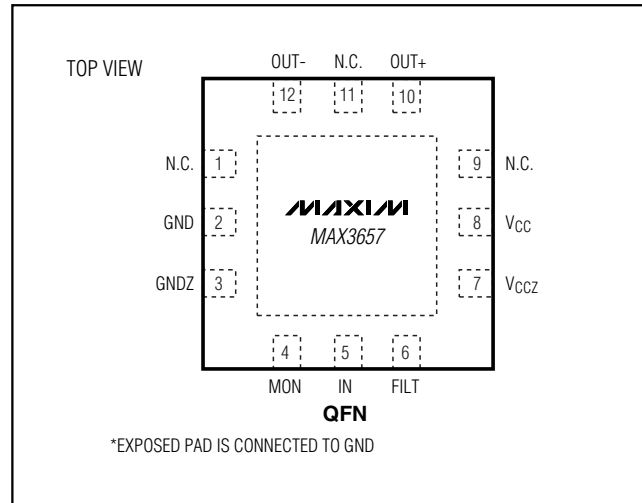 TOP VIEW
OUT- N.C. OUT+
12 11 10
N.C. 1 9 N.C.
MAXIM
GND 2 8 VCC
MAX3657
GNDZ 3 7 VCCZ
4 5 6
MON IN FILT
QFN
*EXPOSED PAD IS CONNECTED TO GND